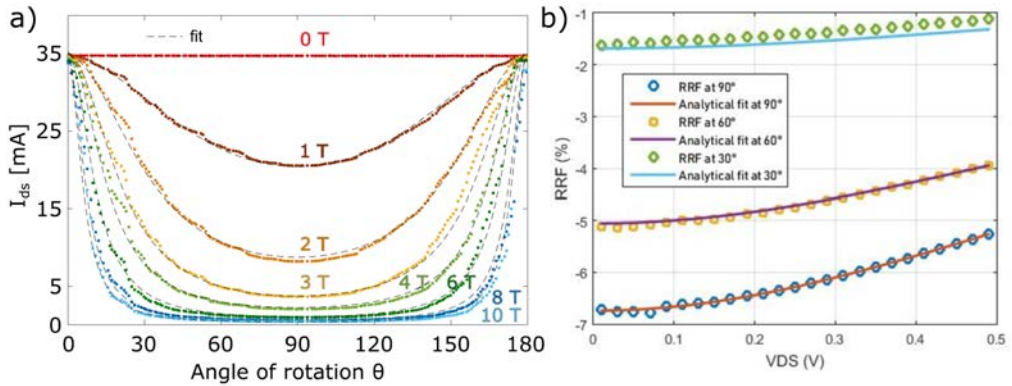 a)
fit
0 T
35
25
15
5
0
I_ds [mA]
1 T
2 T
3 T
4 T
6 T
8 T
10 T
0 30 60 90 120 150 180
Angle of rotation θ
b)
-1
-2
-3
-4
-5
-6
-7
RRF (%)
RRF at 90°
Analytical fit at 90°
RRF at 60°
Analytical fit at 60°
RRF at 30°
Analytical fit at 30°
0 0.1 0.2 0.3 0.4 0.5
VDS (V)